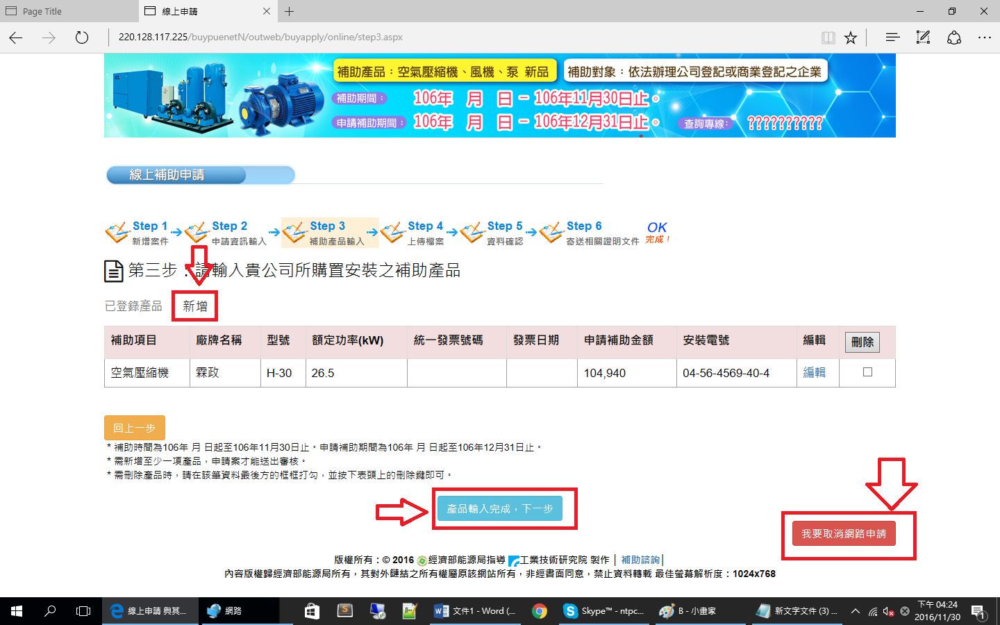 Page Title
線上申請
220.128.117.225/buypuenetN/outweb/buyapply/online/step3.aspx
補助產品：空氣壓縮機、風機、泵 新品
補助對象：依法辦理公司登記或商業登記之企業
補助期間： 106年 月 日 - 106年11月30日止。
申請補助期間： 106年 月 日 - 106年12月31日止。 查詢專線： ??????????
線上補助申請
Step 1 Step 2 Step 3 Step 4 Step 5 Step 6 OK
新增案件 申請資訊輸入 補助產品輸入 上傳檔案 資料確認 寄送相關證明文件 完成！
第三步：請輸入貴公司所購置安裝之補助產品
已登錄產品 新增
補助項目 廠牌名稱 型號 額定功率(kW) 統一發票號碼 發票日期 申請補助金額 安裝電號 編輯 刪除
空氣壓縮機 霖政 H-30 26.5 104,940 04-56-4569-40-4 編輯
回上一步
* 補助時間為106年 月 日起至106年11月30日止。申請補助期間為106年 月 日起至106年12月31日止。
* 需新增至少一項產品，申請案才能送出審核。
* 需刪除產品時，請在該筆資料最後方的框框打勾，並按下表頭上的刪除鍵即可。
產品輸入完成，下一步
我要取消網路申請
版權所有：© 2016 經濟部能源局指導 工業技術研究院 製作 │ 補助諮詢│
內容版權歸經濟部能源局所有，其對外鏈結之所有權屬原該網站所有，非經書面同意，禁止資料轉載 最佳螢幕解析度：1024x768
線上申請 與其... 網路 文件1 - Word (... Skype™ - ntpc... B - 小畫家 新文字文件 (3) ... 下午 04:24
2016/11/30 1